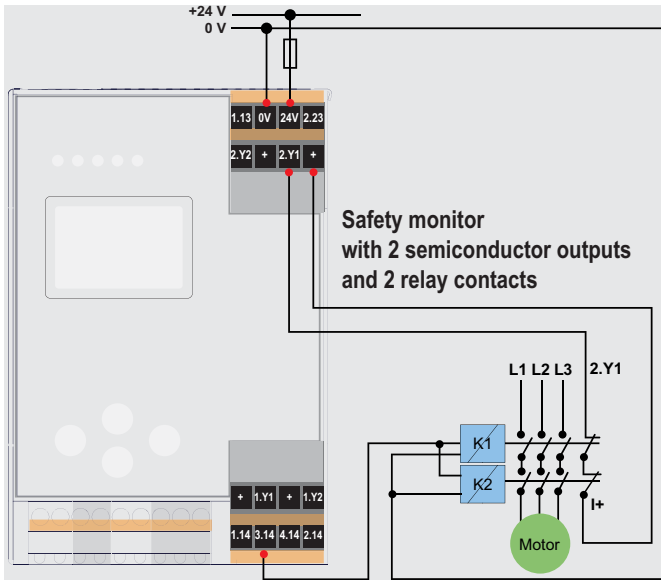 +24 V
0 V
1.13 0V 24V 2.23
2.Y2 + 2.Y1 +
Safety monitor
with 2 semiconductor outputs
and 2 relay contacts
L1 L2 L3 2.Y1
K1
K2
I+
+ 1.Y1 + 1.Y2
1.14 3.14 4.14 2.14
Motor